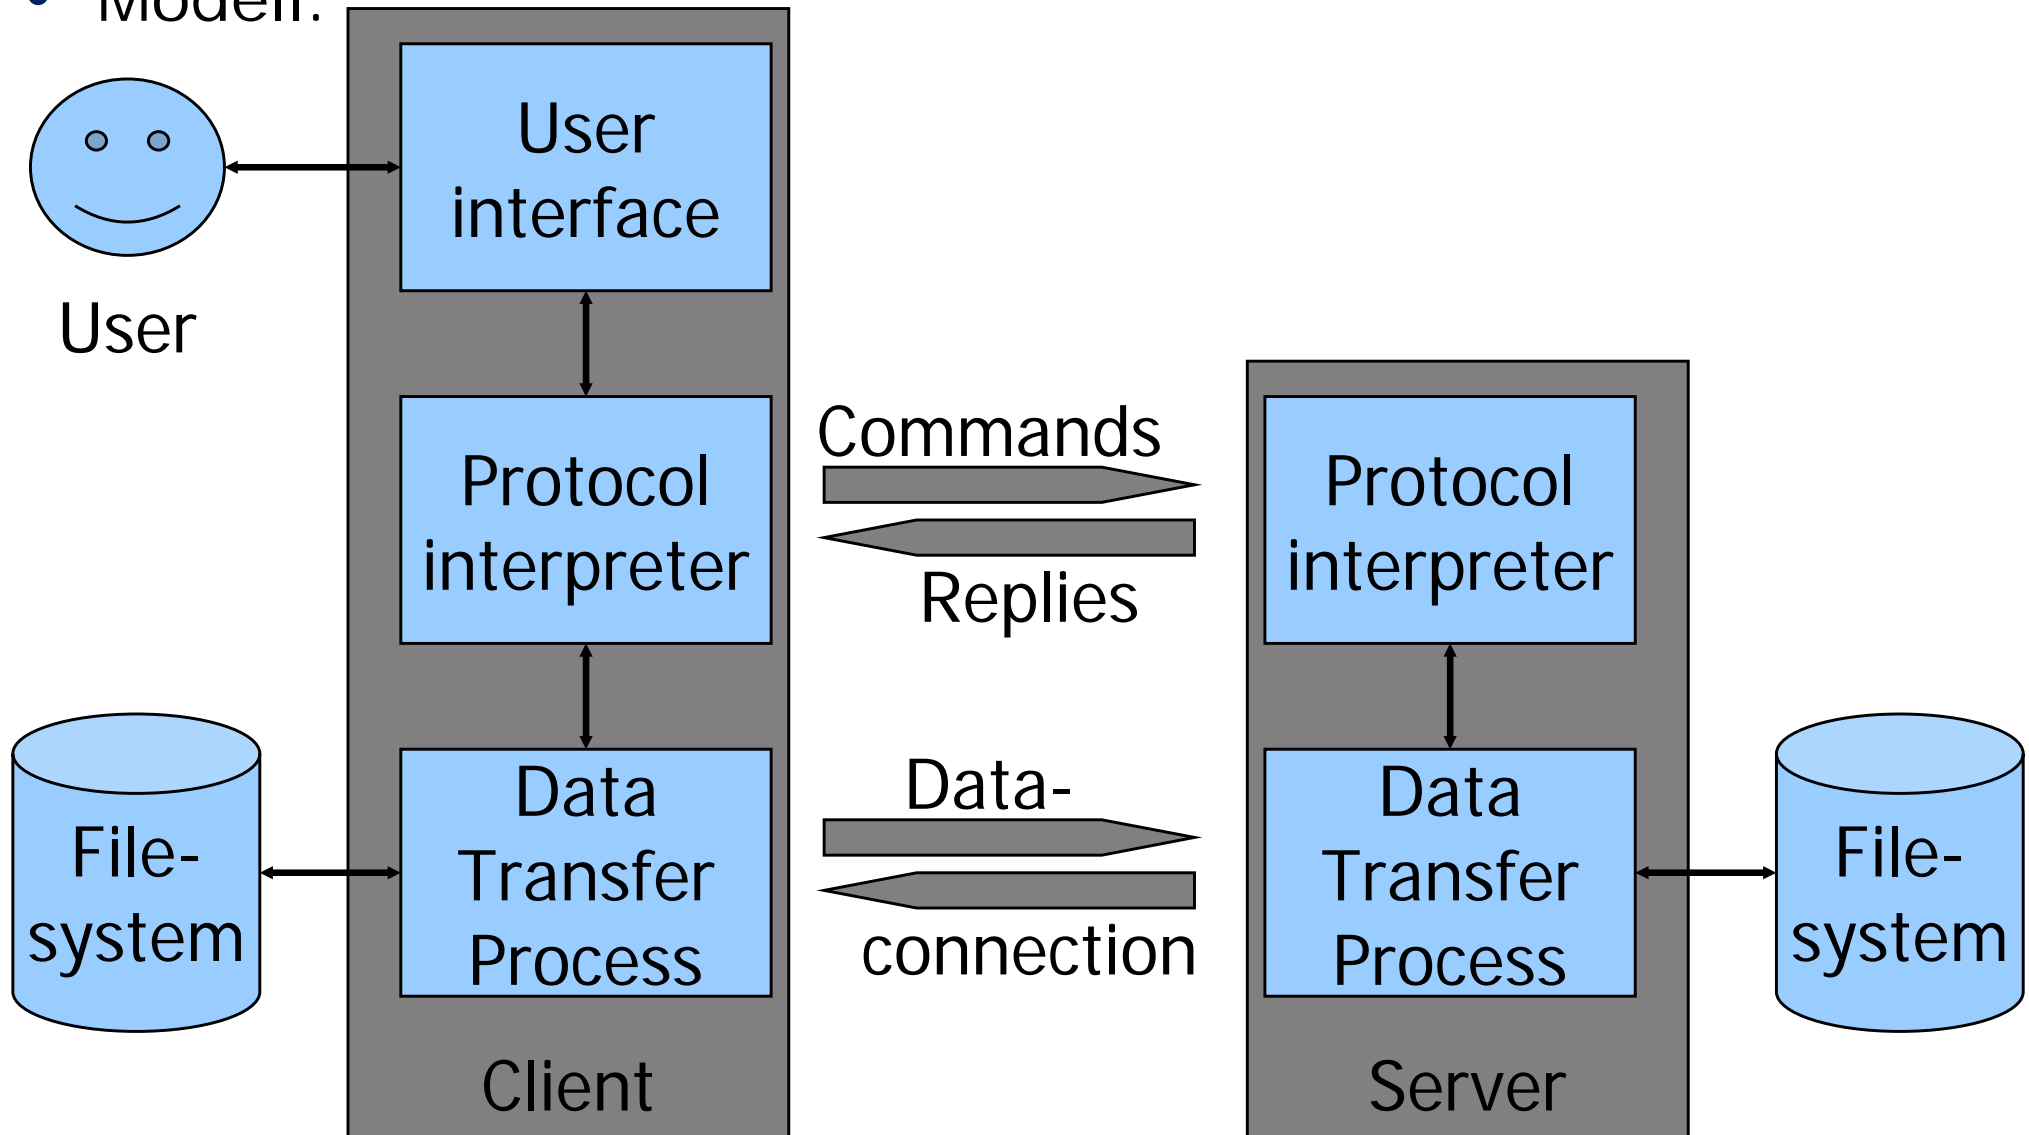 User
interface
User
Protocol
interpreter
Commands
Replies
Protocol
interpreter
File-
system
Data
Transfer
Process
Data-
connection
Data
Transfer
Process
File-
system
Client
Server